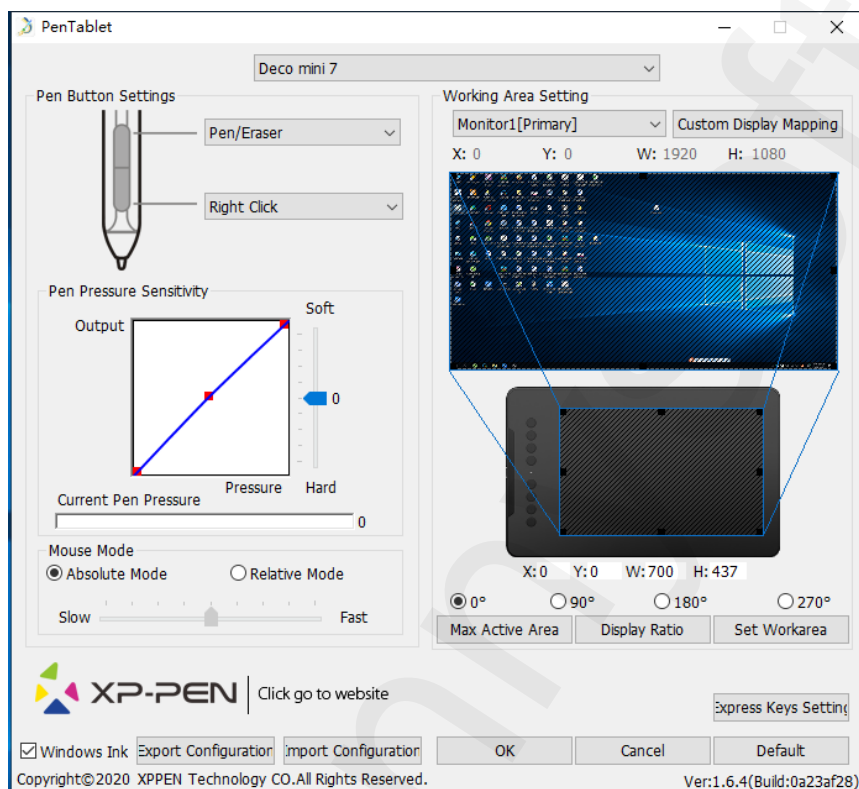 PenTablet
Deco mini 7
Pen Button Settings
Pen/Eraser
Right Click
Pen Pressure Sensitivity
Output
Soft
0
Pressure
Hard
Current Pen Pressure
0
Mouse Mode
Absolute Mode
Relative Mode
Slow
Fast
Working Area Setting
Monitor1[Primary]
Custom Display Mapping
X: 0 Y: 0 W: 1920 H: 1080
X: 0 Y: 0 W: 700 H: 437
0° 90° 180° 270°
Max Active Area
Display Ratio
Set Workarea
XP-PEN
Click go to website
Express Keys Setting
Windows Ink
Export Configuration
Import Configuration
OK
Cancel
Default
Copyright©2020 XPPEN Technology CO.All Rights Reserved.
Ver:1.6.4(Build:0a23af28)